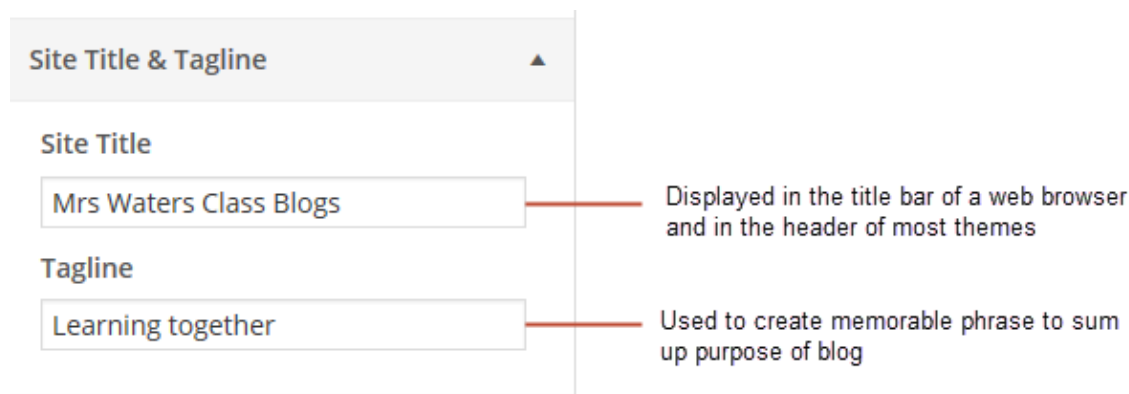 Site Title & Tagline
Site Title
Mrs Waters Class Blogs
Displayed in the title bar of a web browser
and in the header of most themes
Tagline
Learning together
Used to create memorable phrase to sum
up purpose of blog